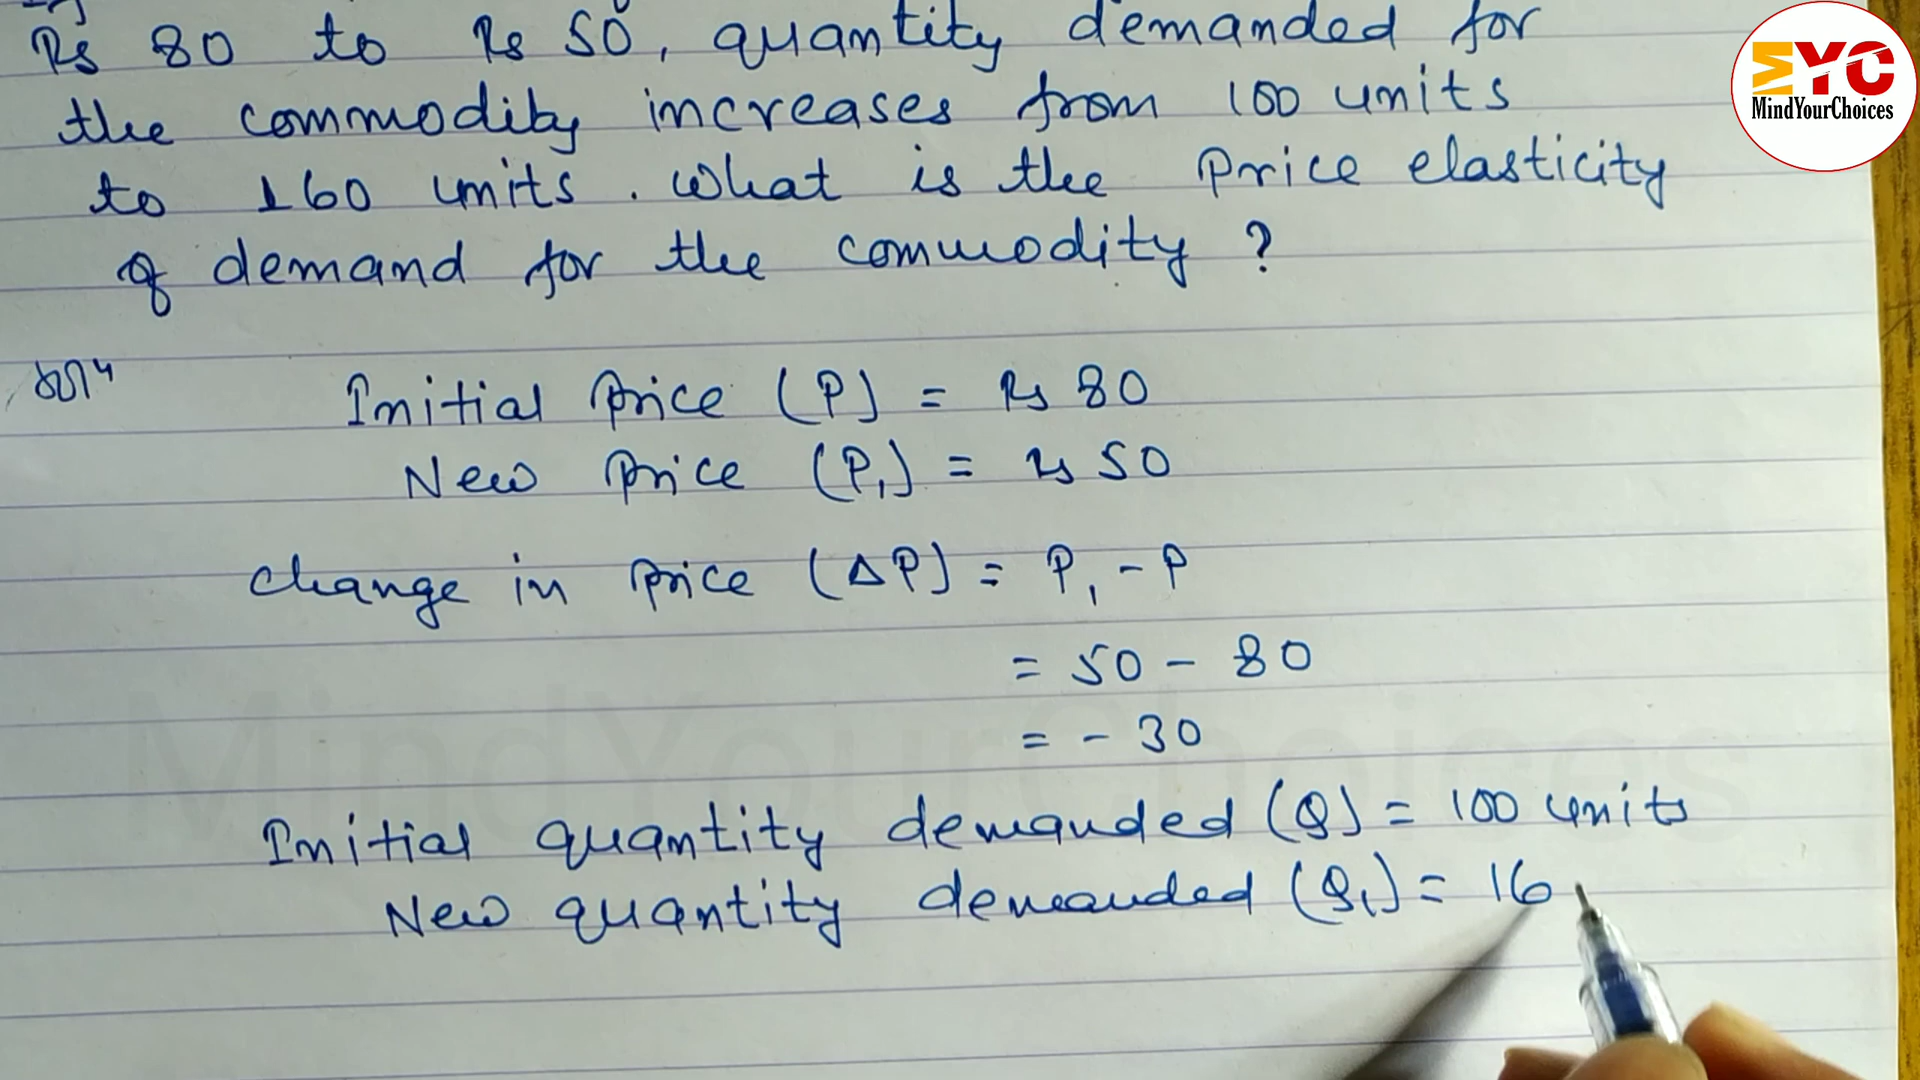 Rs 80 to Rs 50, quantity demanded for
the commodity increases from 100 units
to 160 units. What is the Price elasticity
of demand for the commodity ?
Initial Price (P) = Rs 80
New Price (P₁) = Rs 50
Change in Price (ΔP) = P₁ - P
= 50 - 80
= - 30
Initial quantity demanded (Q) = 100 units
New quantity demanded (Q₁) = 16
MYC
MindYourChoices
MindYourChoices